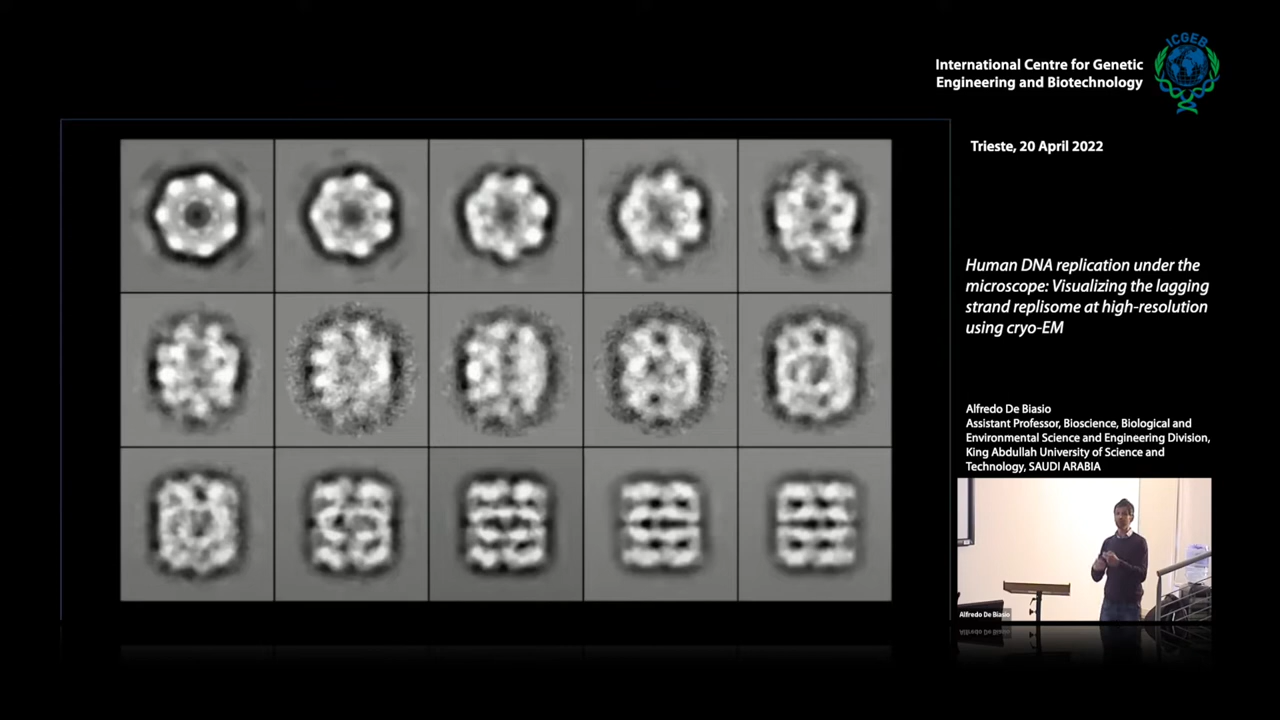 International Centre for Genetic
Engineering and Biotechnology
ICGEB
Trieste, 20 April 2022
Human DNA replication under the
microscope: Visualizing the lagging
strand replisome at high-resolution
using cryo-EM
Alfredo De Biasio
Assistant Professor, Bioscience, Biological and
Environmental Science and Engineering Division,
King Abdullah University of Science and
Technology, SAUDI ARABIA
Alfredo De Biasio